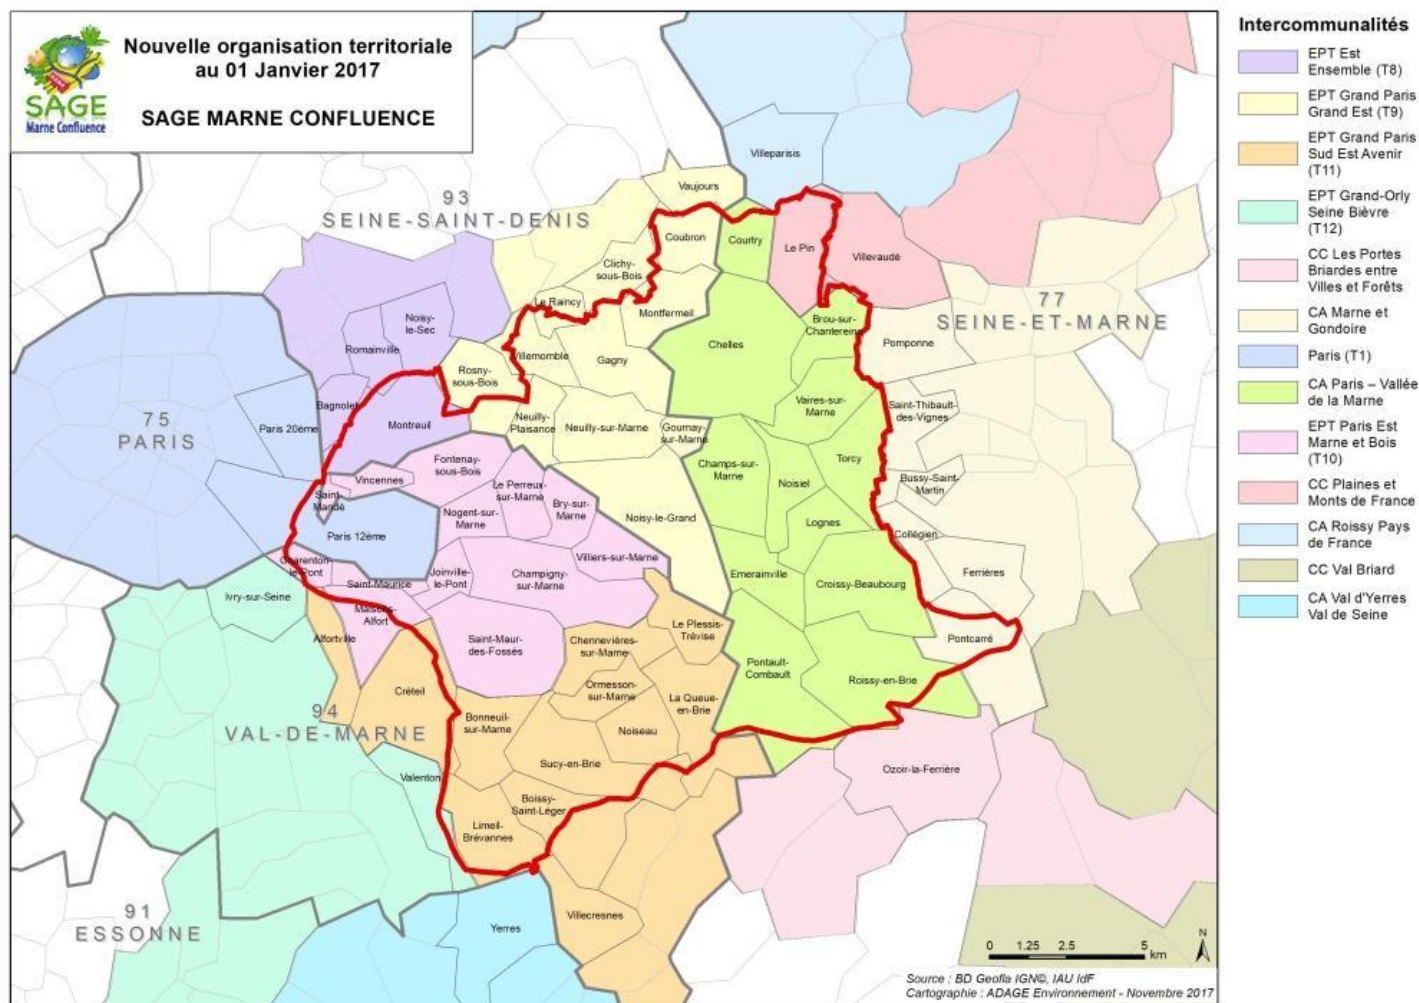 SAGE
Marne Confluence
Nouvelle organisation territoriale
au 01 Janvier 2017
SAGE MARNE CONFLUENCE
Intercommunalités
EPT Est
Ensemble (T8)
EPT Grand Paris
Grand Est (T9)
EPT Grand Paris
Sud Est Avenir
(T11)
EPT Grand-Orly
Seine Bièvre
(T12)
CC Les Portes
Briardes entre
Villes et Forêts
CA Marne et
Gondoire
Paris (T1)
CA Paris – Vallée
de la Marne
EPT Paris Est
Marne et Bois
(T10)
CC Plaines et
Monts de France
CA Roissy Pays
de France
CC Val Briard
CA Val d'Yerres
Val de Seine
93
SEINE-SAINT-DENIS
77
SEINE-ET-MARNE
75
PARIS
94
VAL-DE-MARNE
91
ESSONNE
Villeparisis
Vaujours
Coubron
Courtry
Le Pin
Villevaudé
Clichy-
sous-Bois
Le Raincy
Montfermeil
Noisy-
le-Sec
Romainville
Rosny-
sous-Bois
Villemomble
Gagny
Chelles
Brou-sur-
Chantereine
Pomponne
Bagnolet
Paris 20ème
Montreuil
Neuilly-
Plaisance
Neuilly-sur-Marne
Gournay-
sur-Marne
Vaires-sur-
Marne
Saint-Thibault-
des-Vignes
Fontenay-
sous-Bois
Vincennes
Saint-
Mandé
Le Perreux-
sur-Marne
Bry-sur-
Marne
Nogent-sur-
Marne
Noisy-le-Grand
Champs-sur-
Marne
Noisiel
Torcy
Bussy-Saint-
Martin
Lognes
Collégien
Paris 12ème
Charenton-
le-Pont
Saint-Maurice
Joinville-
le-Pont
Champigny-
sur-Marne
Villiers-sur-Marne
Emerainville
Croissy-Beaubourg
Ferrières
Ivry-sur-Seine
Maisons-
Alfort
Alfortville
Saint-Maur-
des-Fossés
Chennevières-
sur-Marne
Le Plessis-
Trévise
Pontcarré
Pontault-
Combault
Roissy-en-Brie
Créteil
Bonneuil-
sur-Marne
Ormesson-
sur-Marne
La Queue-
en-Brie
Noiseau
Sucy-en-Brie
Ozoir-la-Ferrière
Valenton
Boissy-
Saint-Léger
Limeil-
Brévannes
Villecresnes
Yerres
N
0 1.25 2.5 5
km
Source : BD Geofla IGN©, IAU IdF
Cartographie : ADAGE Environnement - Novembre 2017